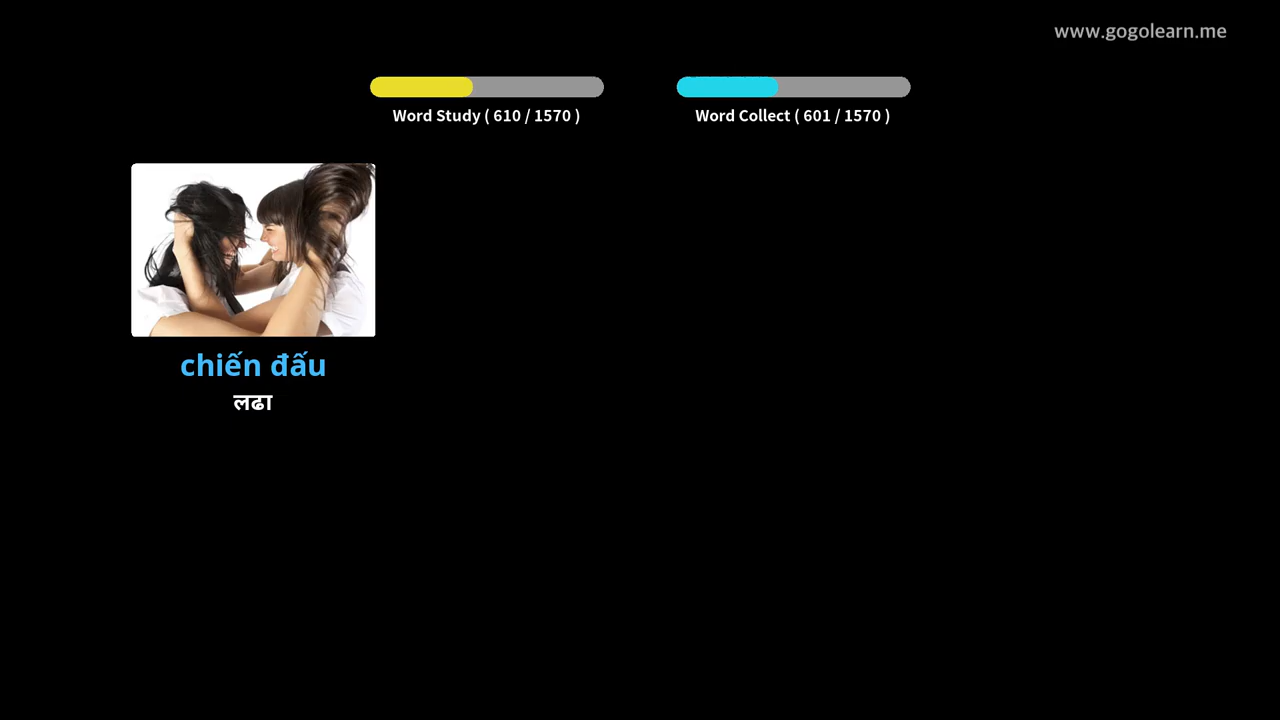 www.gogolearn.me
Word Study ( 610 / 1570 )
Word Collect ( 601 / 1570 )
chiến đấu
लढा